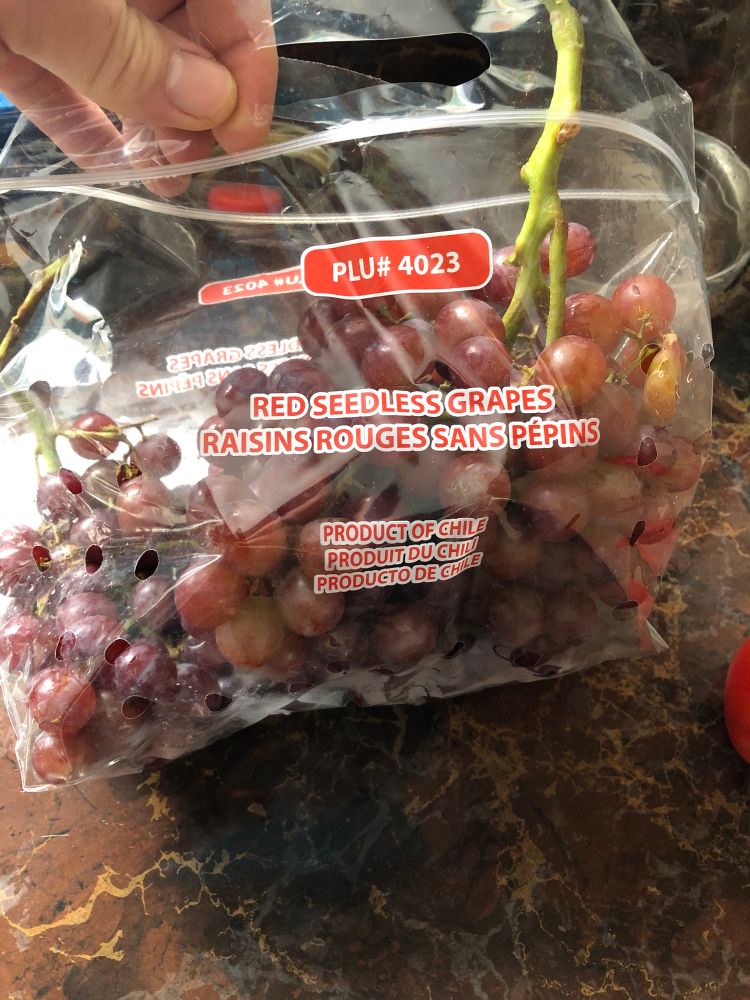 PLU# 4023
RED SEEDLESS GRAPES
RAISINS ROUGES SANS PÉPINS
PRODUCT OF CHILE
PRODUIT DU CHILI
PRODUCTO DE CHILE